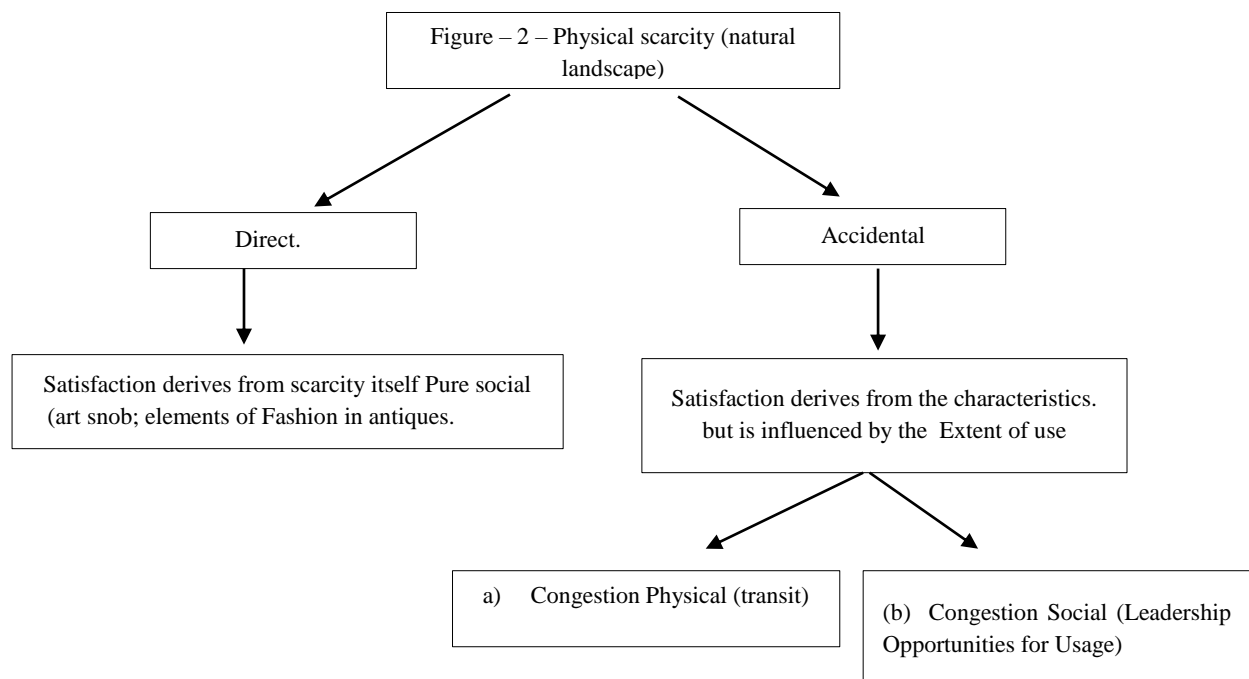 Figure – 2 – Physical scarcity (natural
landscape)
Direct.
Accidental
Satisfaction derives from scarcity itself Pure social
(art snob; elements of Fashion in antiques.
Satisfaction derives from the characteristics.
but is influenced by the Extent of use
a) Congestion Physical (transit)
(b) Congestion Social (Leadership
Opportunities for Usage)